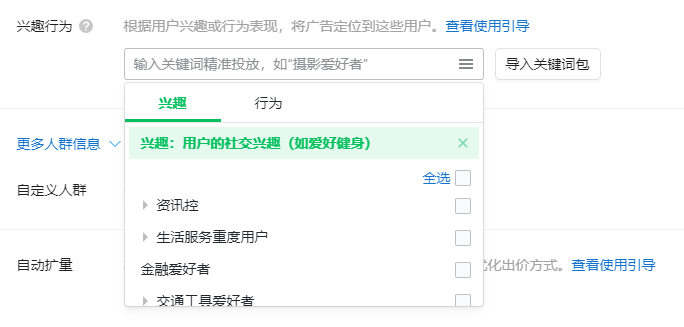 兴趣行为 ? 根据用户兴趣或行为表现，将广告定位到这些用户。查看使用引导
输入关键词精准投放，如“摄影爱好者” 导入关键词包
兴趣 行为
兴趣：用户的社交兴趣（如爱好健身）
更多人群信息
全选
自定义人群
资讯控
生活服务重度用户
自动扩量 优化出价方式。查看使用引导
金融爱好者
交通工具爱好者